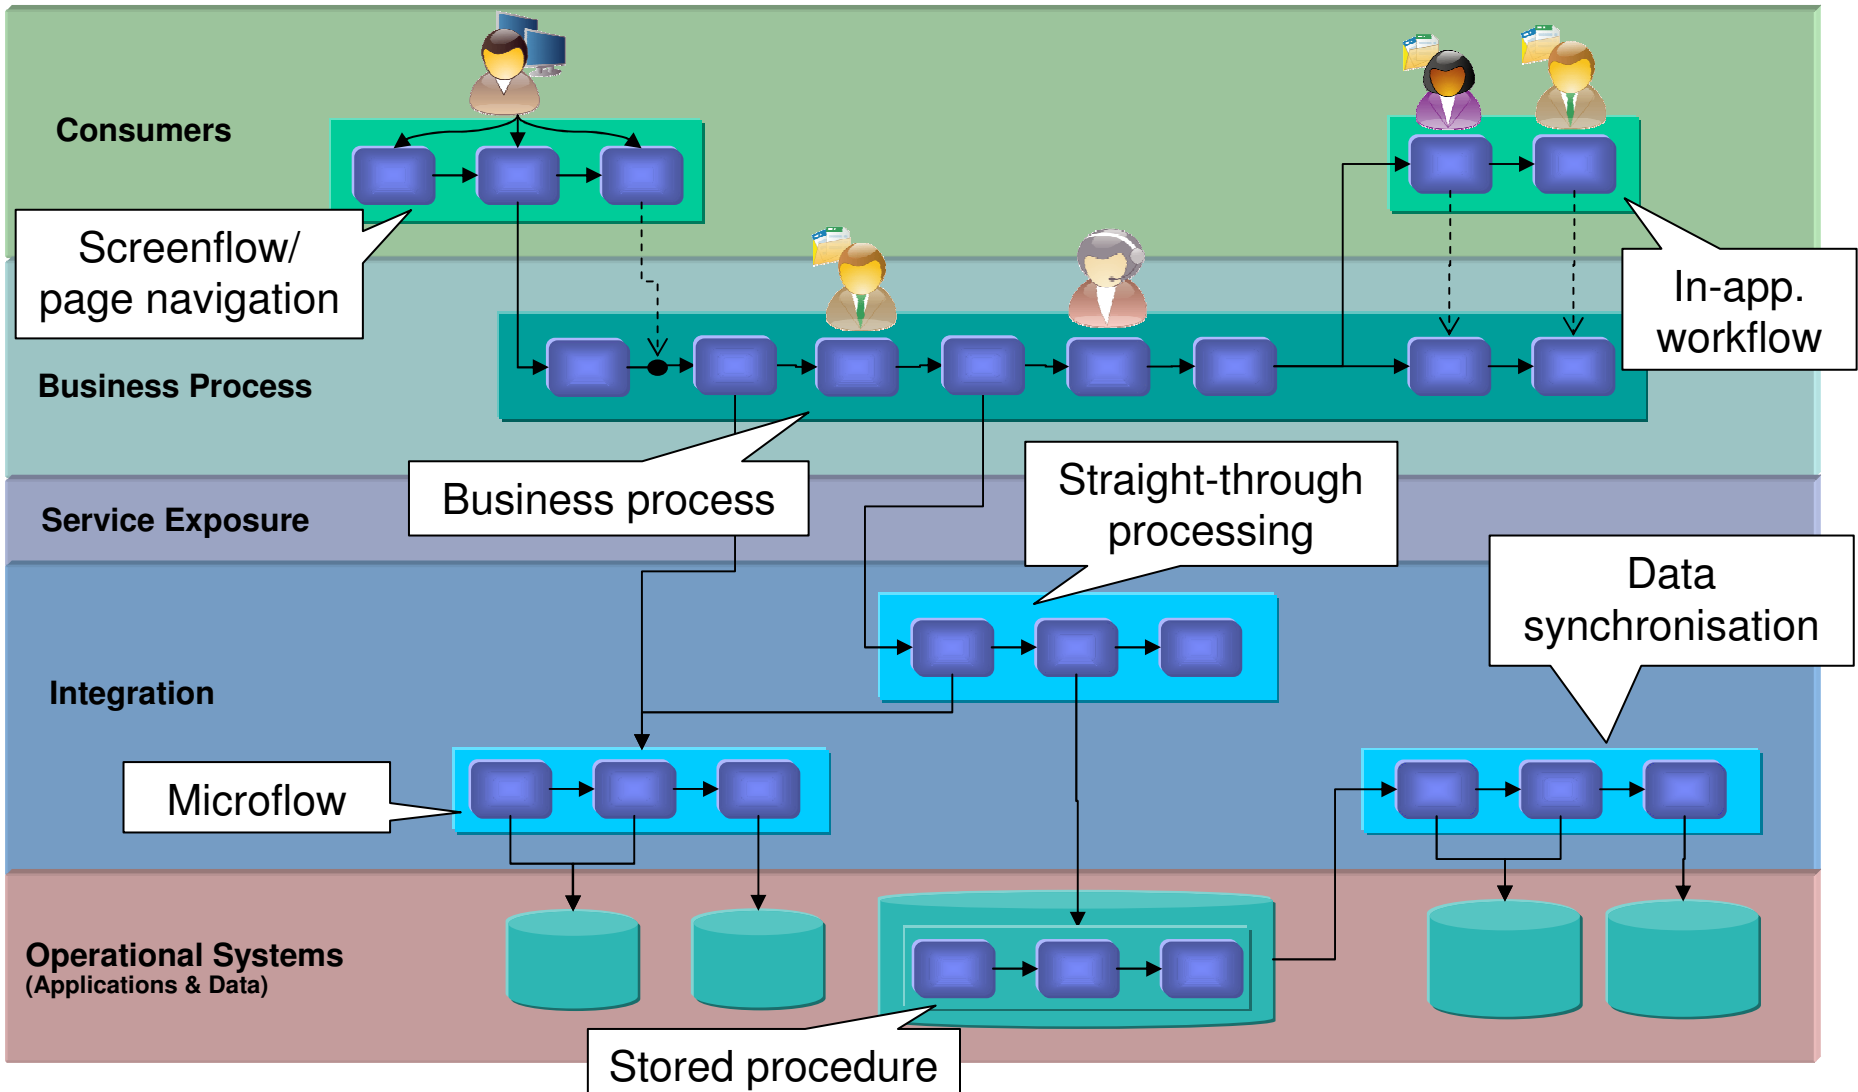 Consumers
Screenflow/
page navigation
In-app.
workflow
Business Process
Business process
Straight-through
processing
Service Exposure
Data
synchronisation
Integration
Microflow
Operational Systems
(Applications & Data)
Stored procedure